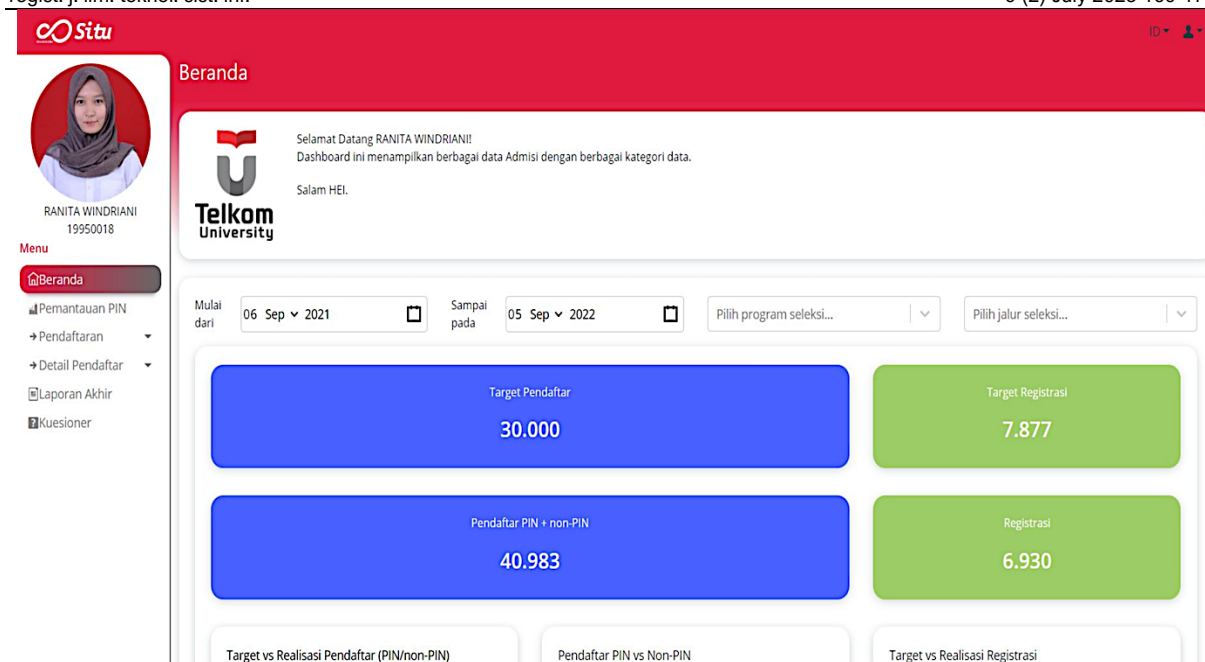 Situ
ID
Beranda
RANITA WINDRIANI
19950018
Menu
Beranda
Pemantauan PIN
Pendaftaran
Detail Pendaftar
Laporan Akhir
Kuesioner
Telkom
University
Selamat Datang RANITA WINDRIANI!
Dashboard ini menampilkan berbagai data Admisi dengan berbagai kategori data.
Salam HEI.
Mulai
dari
06 Sep 2021
Sampai
pada
05 Sep 2022
Pilih program seleksi...
Pilih jalur seleksi...
Target Pendaftar
30.000
Target Registrasi
7.877
Pendaftar PIN + non-PIN
40.983
Registrasi
6.930
Target vs Realisasi Pendaftar (PIN/non-PIN)
Pendaftar PIN vs Non-PIN
Target vs Realisasi Registrasi